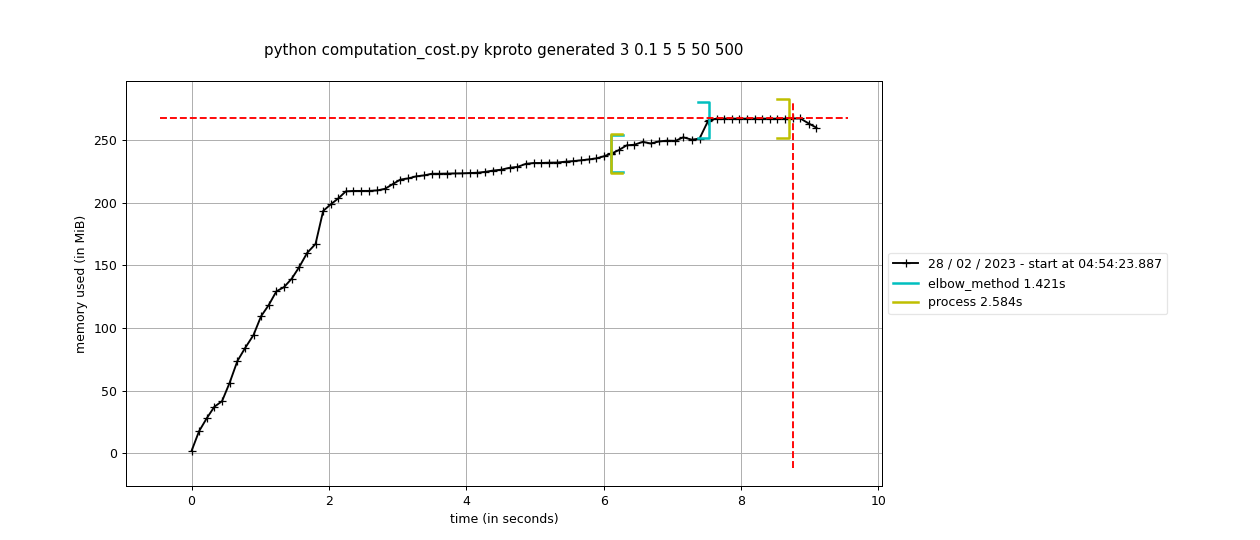 python computation_cost.py kproto generated 3 0.1 5 5 50 500
memory used (in MiB)
250
200
150
100
50
0
0 2 4 6 8 10
time (in seconds)
28 / 02 / 2023 - start at 04:54:23.887
elbow_method 1.421s
process 2.584s